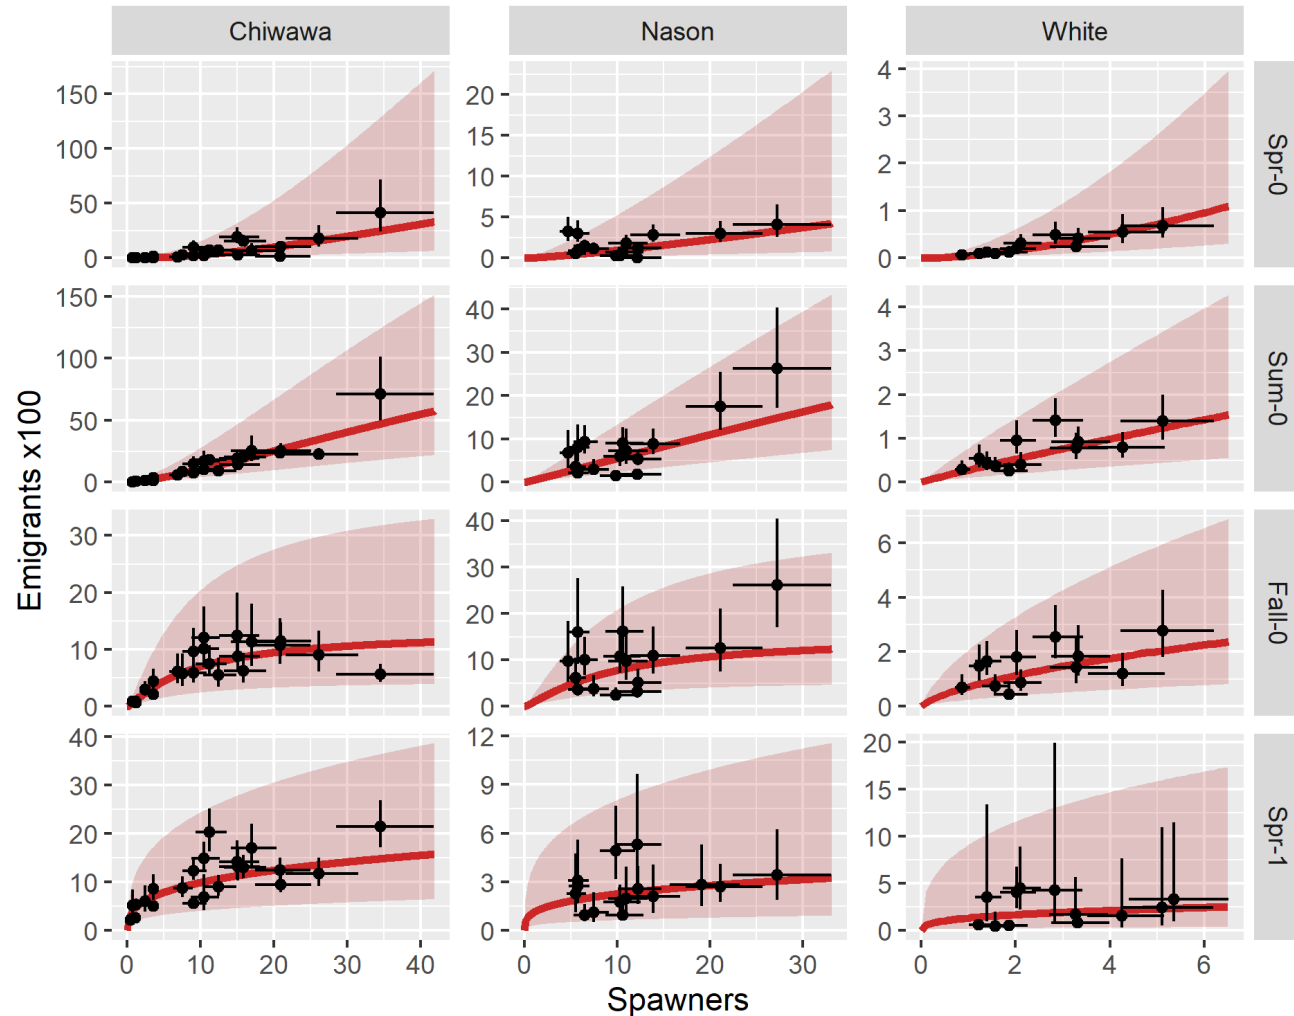 Chiwawa Nason White
150 100 50 0
20 15 10 5 0
4 3 2 1 0
Spr-0
150 100 50 0
40 30 20 10 0
4 3 2 1 0
Sum-0
Emigrants x100
30 20 10 0
40 30 20 10 0
6 4 2 0
Fall-0
40 30 20 10 0
12 9 6 3 0
20 15 10 5 0
Spr-1
0 10 20 30 40
0 10 20 30
0 2 4 6
Spawners